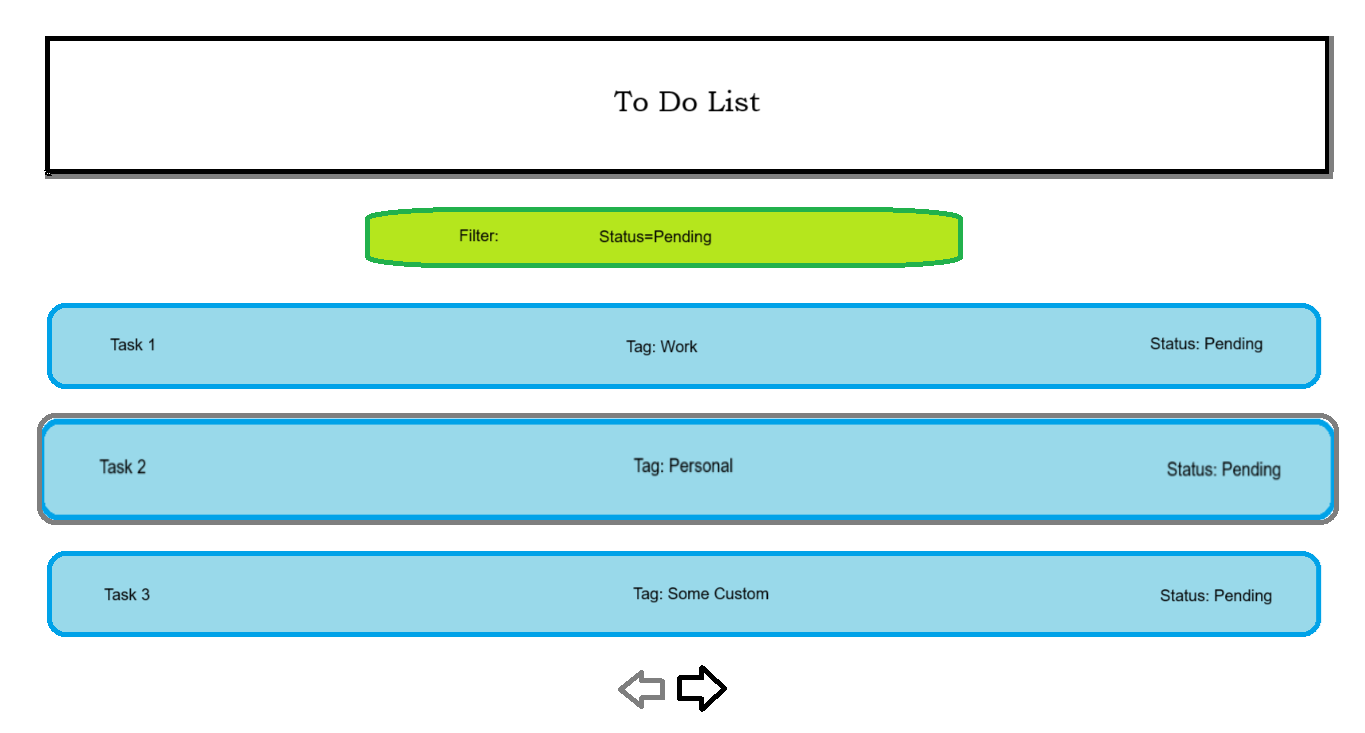 To Do List
Filter: Status=Pending
Task 1 Tag: Work Status: Pending
Task 2 Tag: Personal Status: Pending
Task 3 Tag: Some Custom Status: Pending